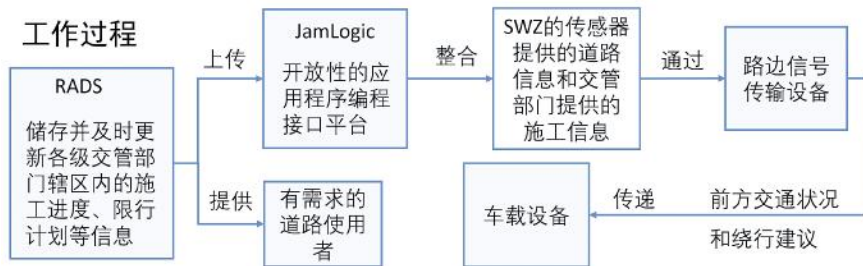 工作过程
RADS
储存并及时更
新各级交管部
门辖区内的施
工进度、限行
计划等信息
上传
JamLogic
开放性的应
用程序编程
接口平台
整合
SWZ的传感器
提供的道路
信息和交管
部门提供的
施工信息
通过
路边信号
传输设备
提供
有需求的
道路使用
者
前方交通状况
和绕行建议
传递
车载设备